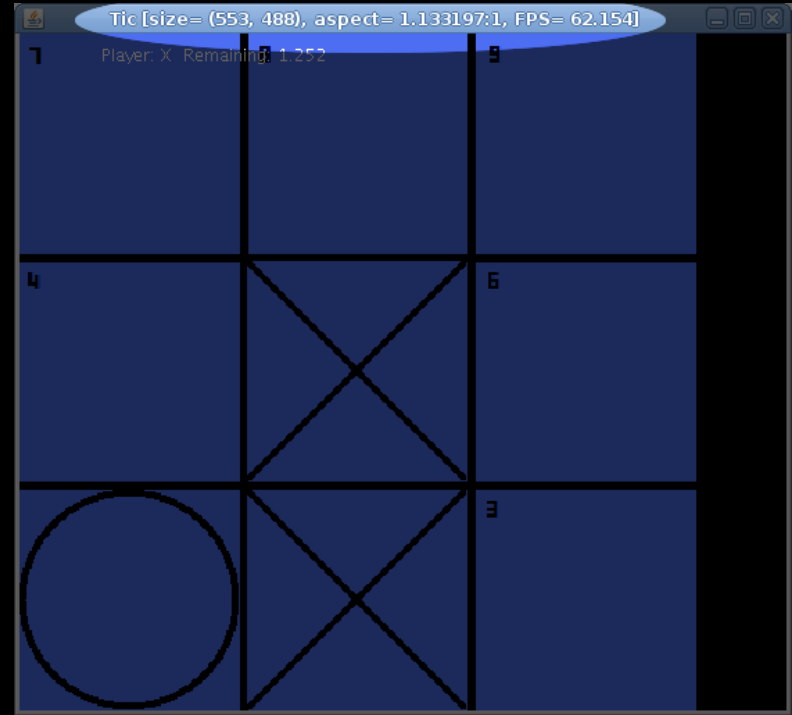 Tic [size= (553, 488), aspect= 1.133197:1, FPS= 62.154]
7 Player: X Remaining: 1.252 9
4 6
3